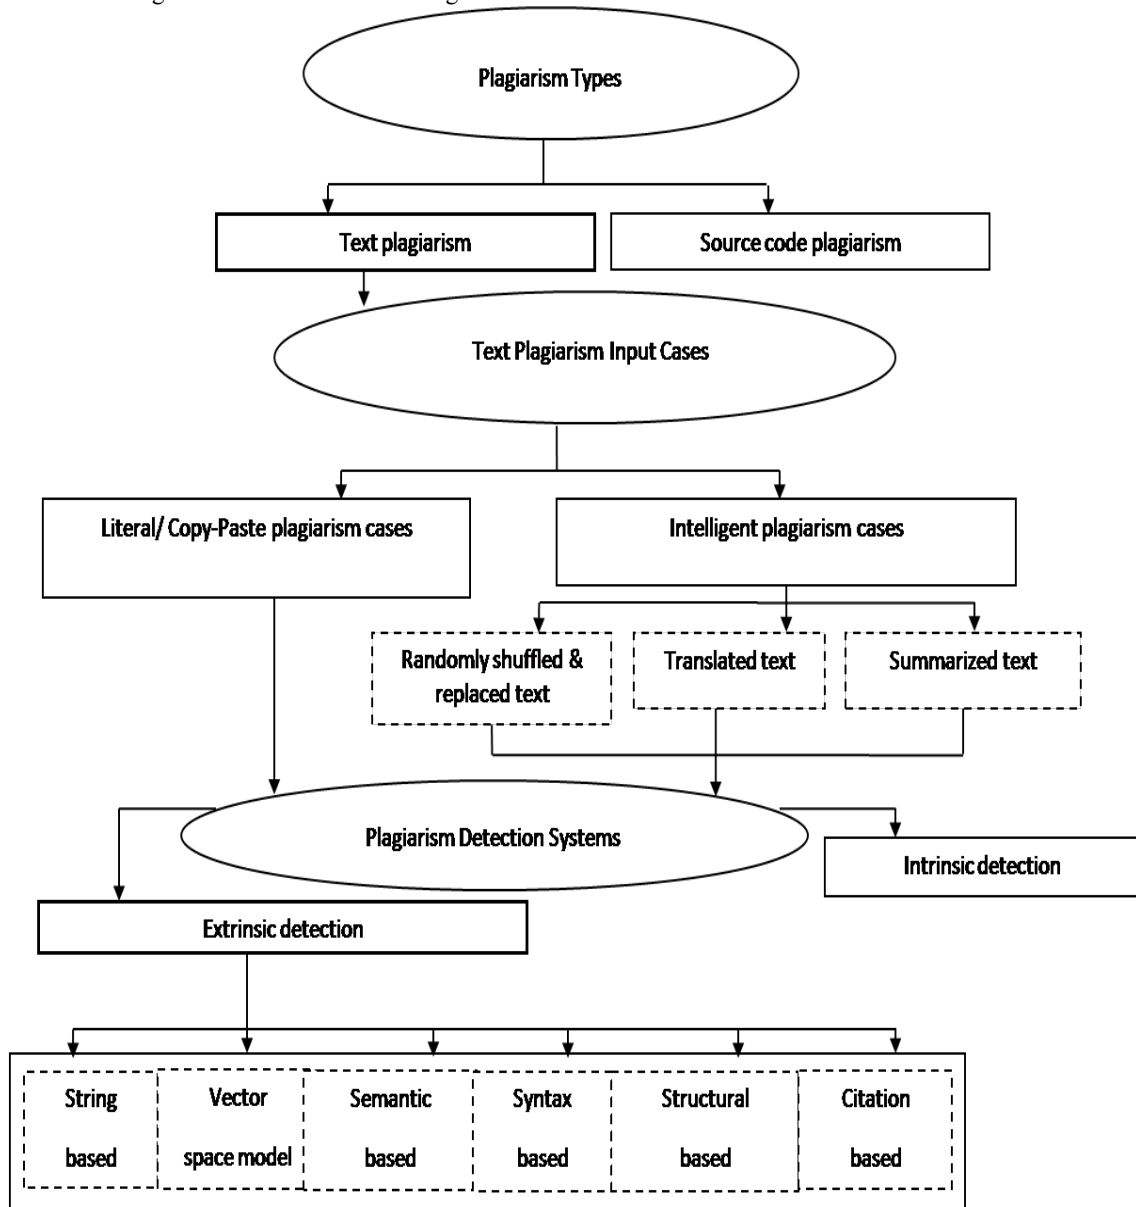 Plagiarism Types
Text plagiarism
Source code plagiarism
Text Plagiarism Input Cases
Literal/ Copy-Paste plagiarism cases
Intelligent plagiarism cases
Randomly shuffled &
replaced text
Translated text
Summarized text
Plagiarism Detection Systems
Intrinsic detection
Extrinsic detection
String
based
Vector
space model
Semantic
based
Syntax
based
Structural
based
Citation
based